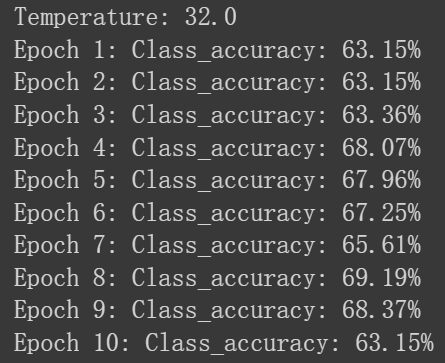 Temperature: 32.0
Epoch 1: Class_accuracy: 63.15%
Epoch 2: Class_accuracy: 63.15%
Epoch 3: Class_accuracy: 63.36%
Epoch 4: Class_accuracy: 68.07%
Epoch 5: Class_accuracy: 67.96%
Epoch 6: Class_accuracy: 67.25%
Epoch 7: Class_accuracy: 65.61%
Epoch 8: Class_accuracy: 69.19%
Epoch 9: Class_accuracy: 68.37%
Epoch 10: Class_accuracy: 63.15%